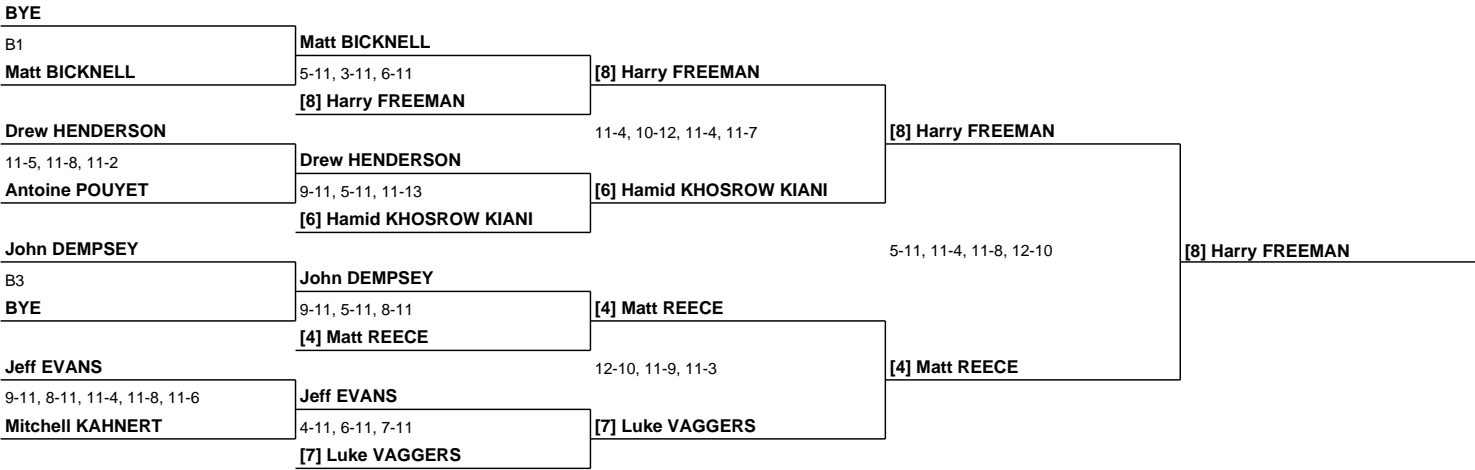 BYE
B1
Matt BICKNELL
Matt BICKNELL
5-11, 3-11, 6-11
[8] Harry FREEMAN
[8] Harry FREEMAN
Drew HENDERSON
11-5, 11-8, 11-2
Antoine POUYET
Drew HENDERSON
9-11, 5-11, 11-13
[6] Hamid KHOSROW KIANI
11-4, 10-12, 11-4, 11-7
[6] Hamid KHOSROW KIANI
[8] Harry FREEMAN
John DEMPSEY
B3
BYE
John DEMPSEY
9-11, 5-11, 8-11
[4] Matt REECE
[4] Matt REECE
Jeff EVANS
9-11, 8-11, 11-4, 11-8, 11-6
Mitchell KAHNERT
Jeff EVANS
4-11, 6-11, 7-11
[7] Luke VAGGERS
12-10, 11-9, 11-3
[7] Luke VAGGERS
[4] Matt REECE
5-11, 11-4, 11-8, 12-10
[8] Harry FREEMAN